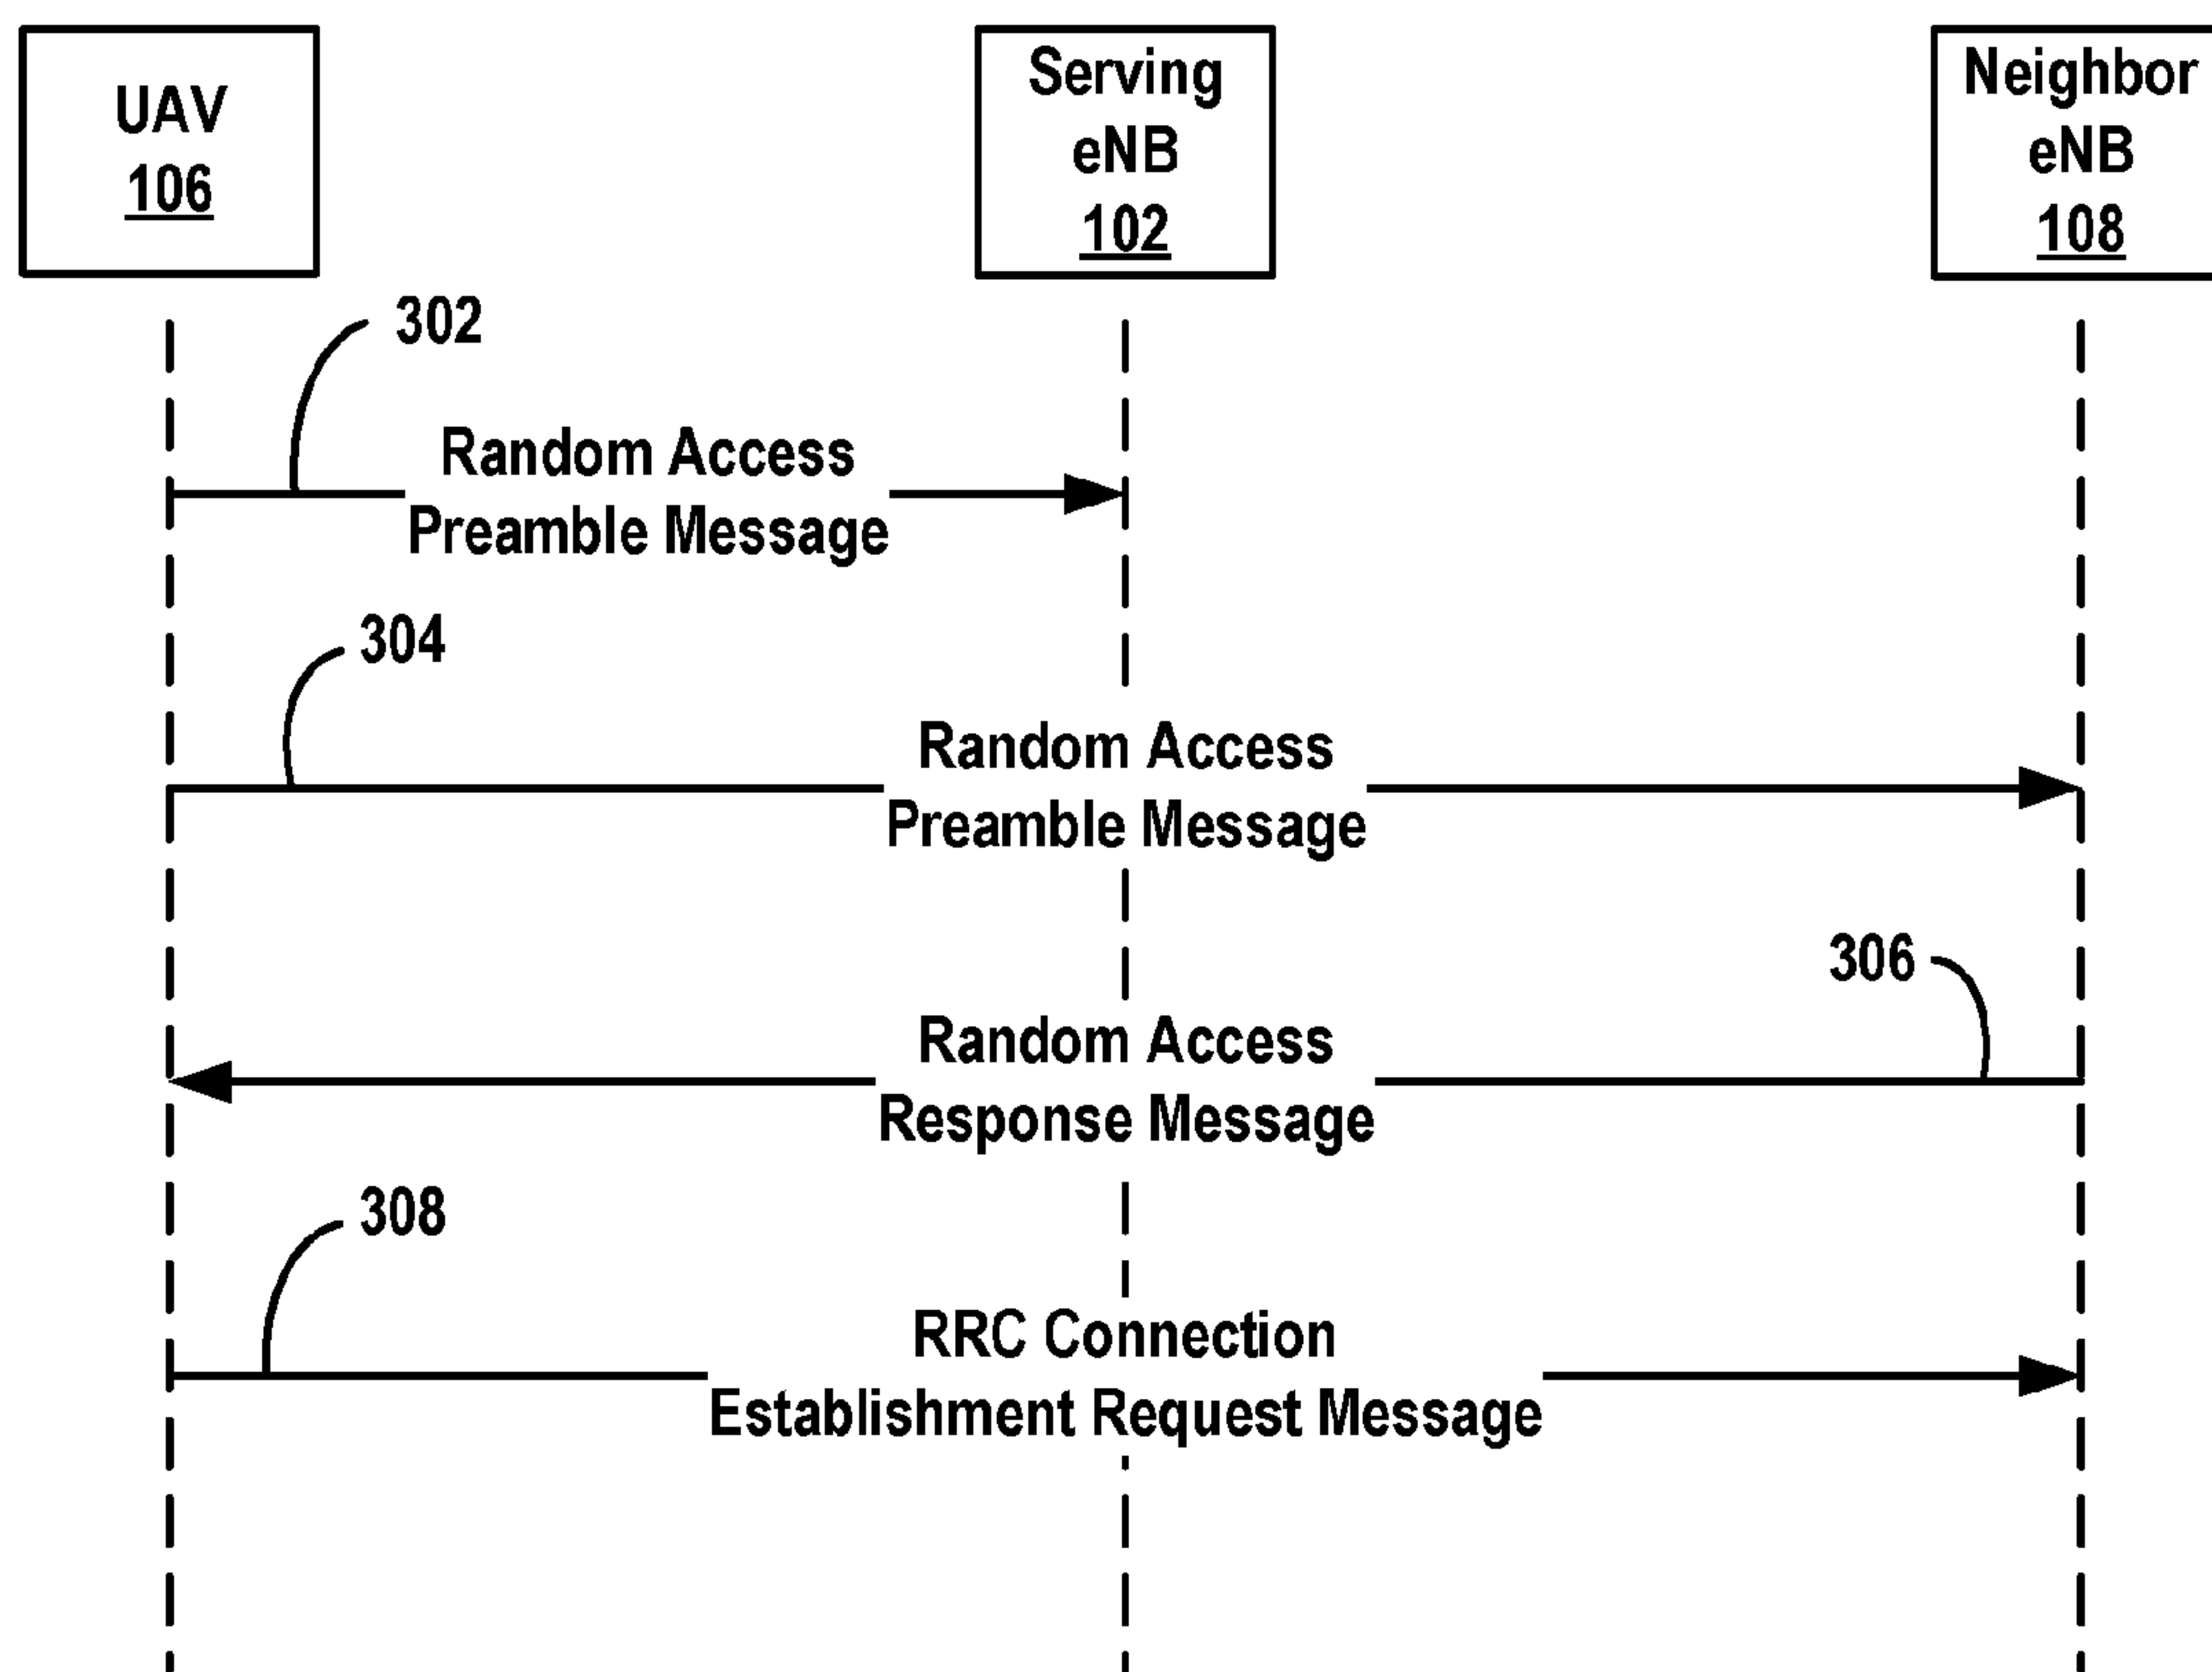 UAV
106
Serving
eNB
102
Neighbor
eNB
108
302
Random Access
Preamble Message
304
Random Access
Preamble Message
306
Random Access
Response Message
308
RRC Connection
Establishment Request Message